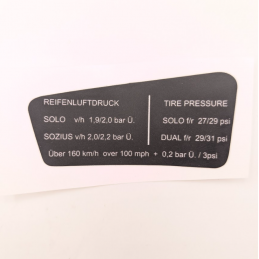 REIFENLUFTDRUCK TIRE PRESSURE
SOLO v/h 1,9/2,0 bar Ü. SOLO f/r 27/29 psi
SOZIUS v/h 2,0/2,2 bar Ü. DUAL f/r 29/31 psi
Über 160 km/h over 100 mph + 0,2 bar Ü. / 3psi